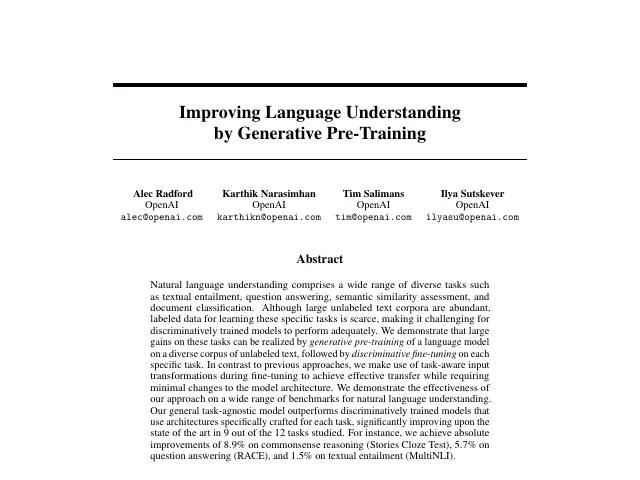 Improving Language Understanding
by Generative Pre-Training
Alec Radford
OpenAI
alec@openai.com
Karthik Narasimhan
OpenAI
karthikn@openai.com
Tim Salimans
OpenAI
tim@openai.com
Ilya Sutskever
OpenAI
ilyasu@openai.com
Abstract
Natural language understanding comprises a wide range of diverse tasks such
as textual entailment, question answering, semantic similarity assessment, and
document classification. Although large unlabeled text corpora are abundant,
labeled data for learning these specific tasks is scarce, making it challenging for
discriminatively trained models to perform adequately. We demonstrate that large
gains on these tasks can be realized by generative pre-training of a language model
on a diverse corpus of unlabeled text, followed by discriminative fine-tuning on each
specific task. In contrast to previous approaches, we make use of task-aware input
transformations during fine-tuning to achieve effective transfer while requiring
minimal changes to the model architecture. We demonstrate the effectiveness of
our approach on a wide range of benchmarks for natural language understanding.
Our general task-agnostic model outperforms discriminatively trained models that
use architectures specifically crafted for each task, significantly improving upon the
state of the art in 9 out of the 12 tasks studied. For instance, we achieve absolute
improvements of 8.9% on commonsense reasoning (Stories Cloze Test), 5.7% on
question answering (RACE), and 1.5% on textual entailment (MultiNLI).